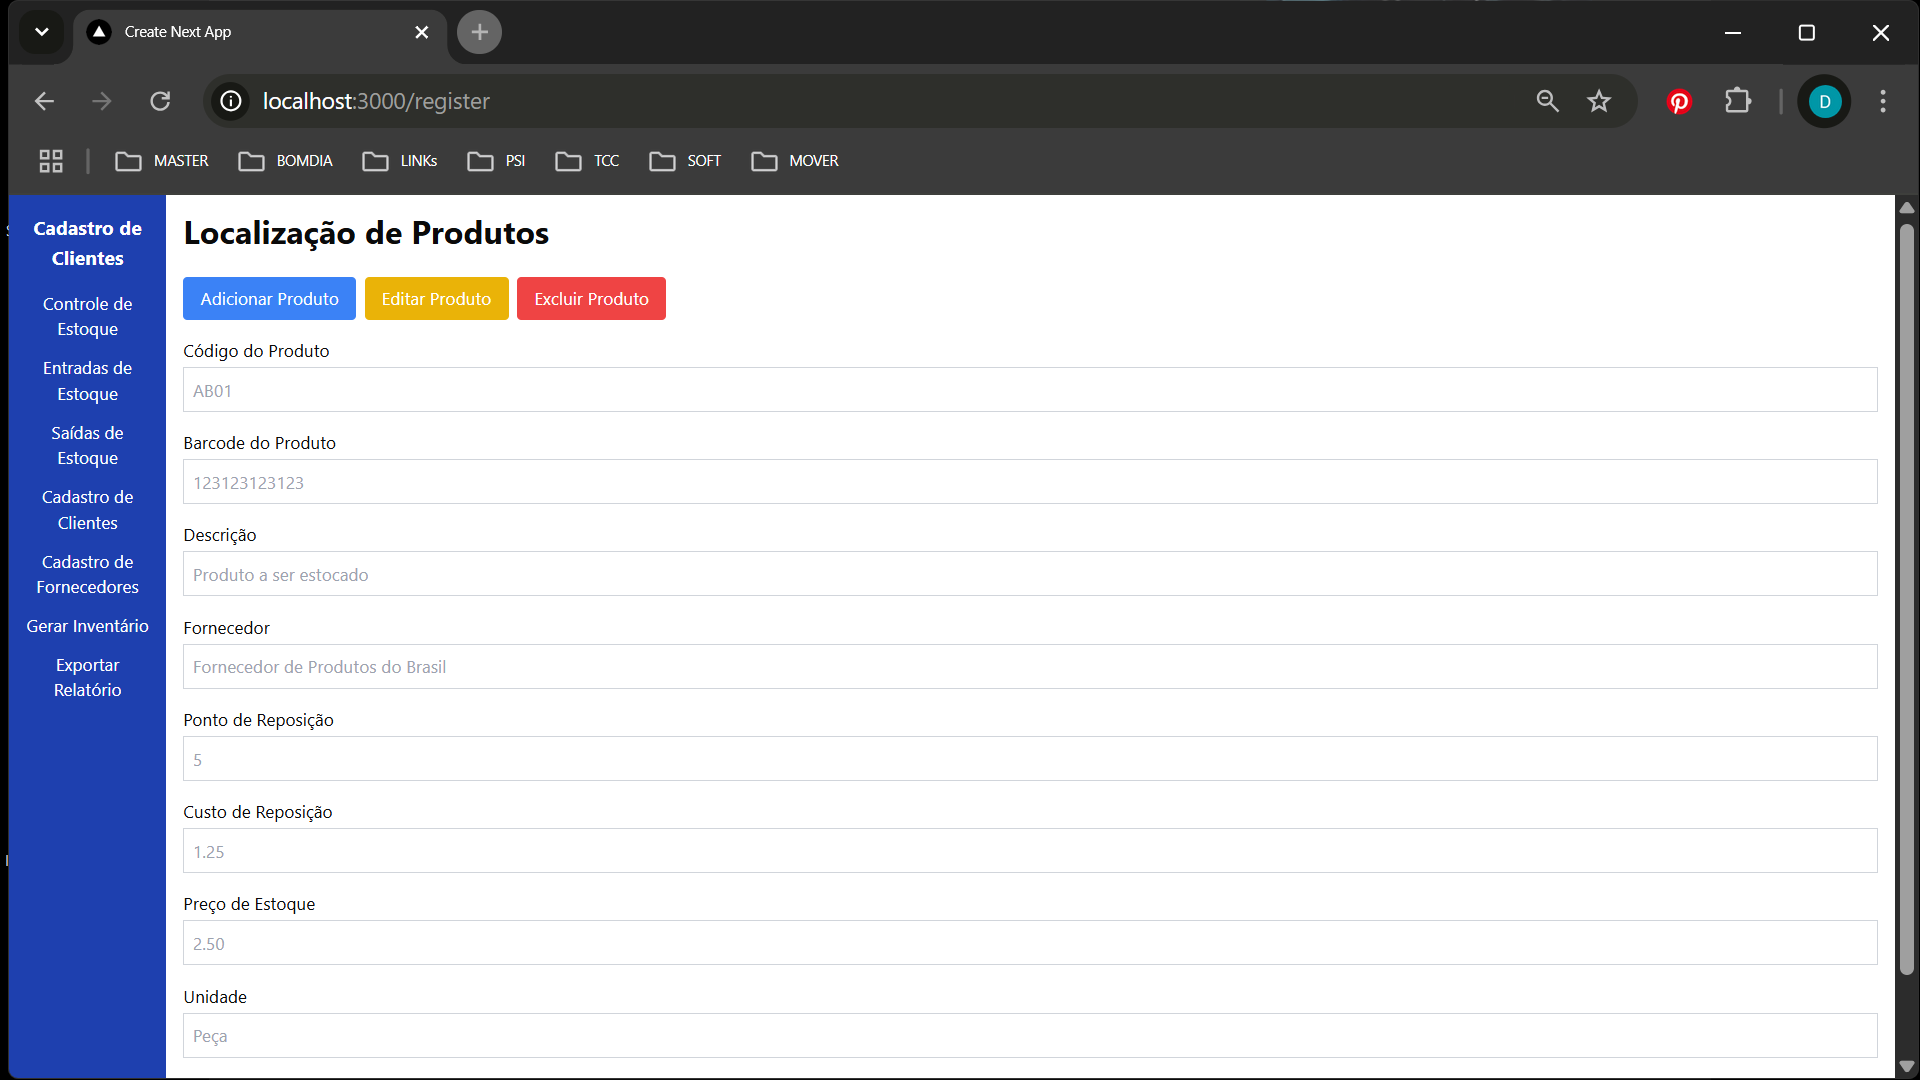 Create Next App
localhost:3000/register
D
MASTER BOMDIA LINKs PSI TCC SOFT MOVER
Cadastro de
Clientes
Controle de
Estoque
Entradas de
Estoque
Saídas de
Estoque
Cadastro de
Clientes
Cadastro de
Fornecedores
Gerar Inventário
Exportar
Relatório
Localização de Produtos
Adicionar Produto Editar Produto Excluir Produto
Código do Produto
AB01
Barcode do Produto
123123123123
Descrição
Produto a ser estocado
Fornecedor
Fornecedor de Produtos do Brasil
Ponto de Reposição
5
Custo de Reposição
1.25
Preço de Estoque
2.50
Unidade
Peça